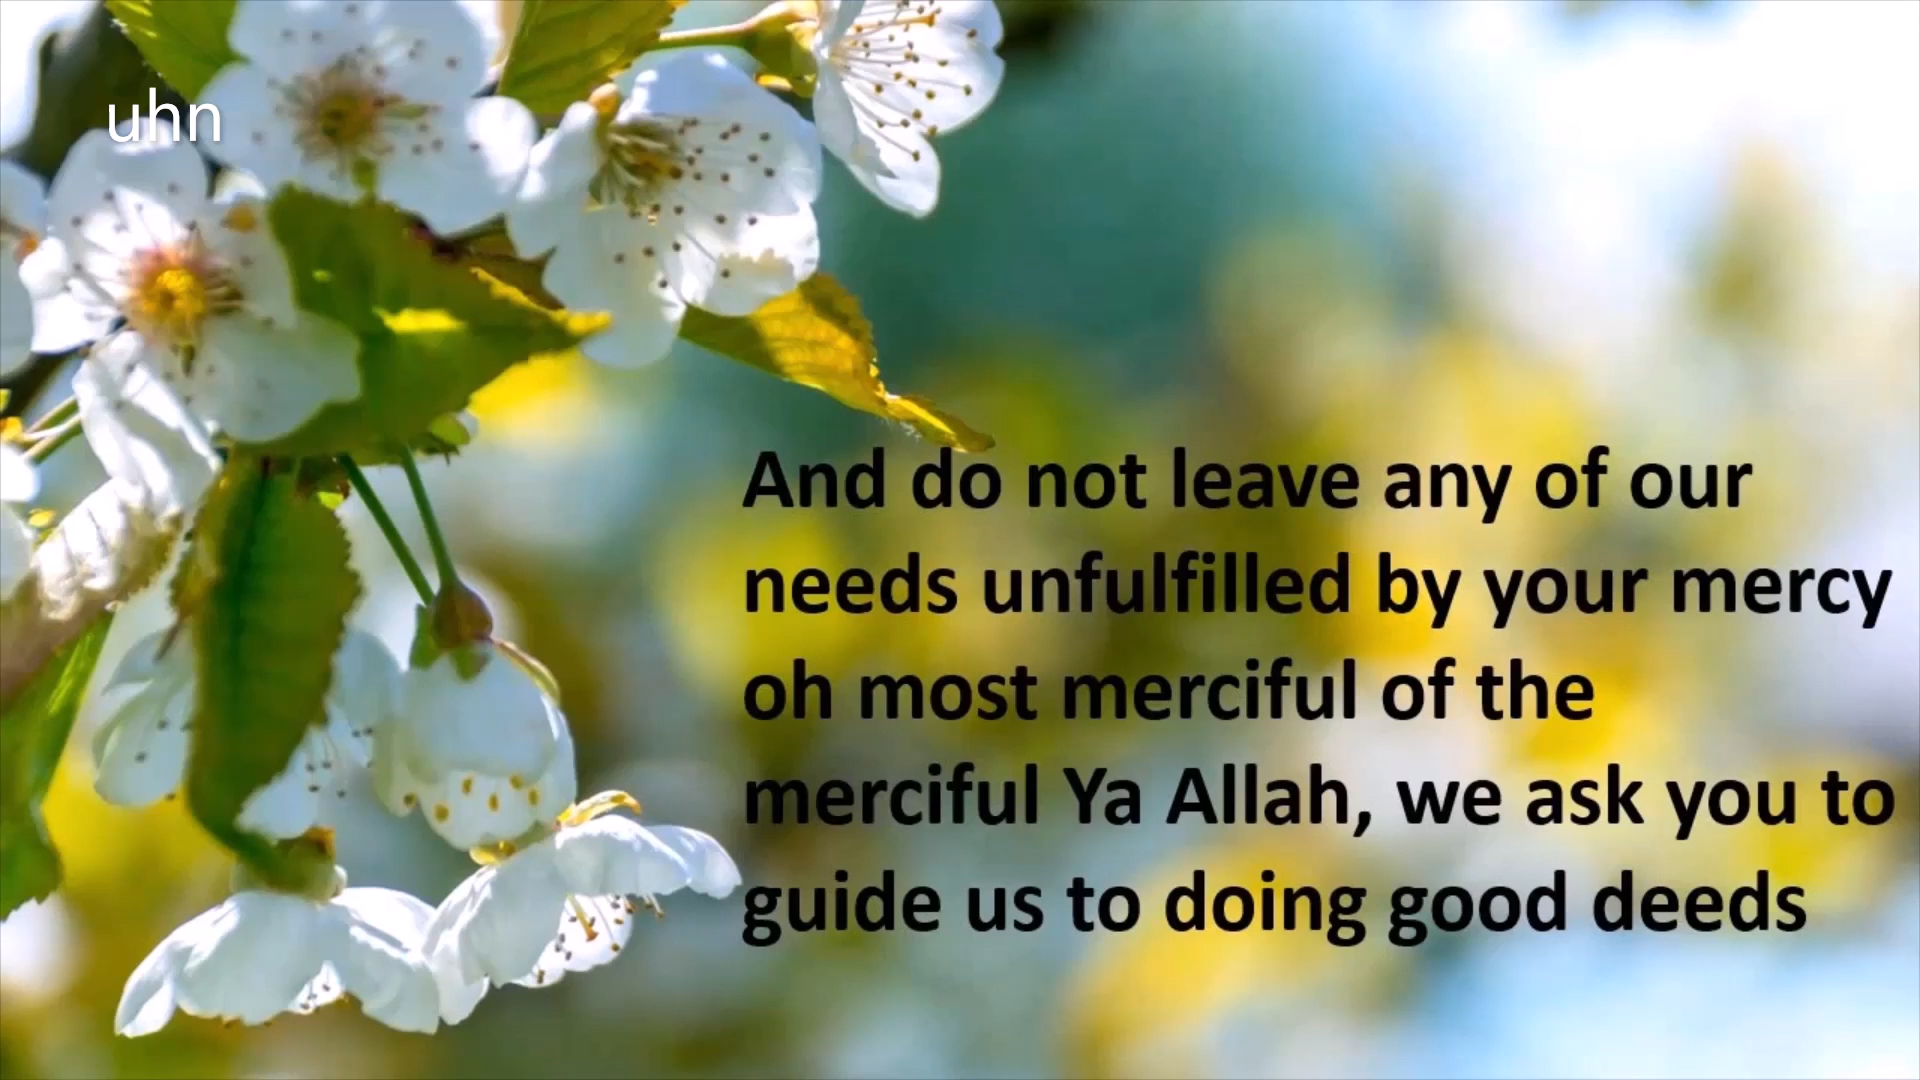 uhn
And do not leave any of our
needs unfulfilled by your mercy
oh most merciful of the
merciful Ya Allah, we ask you to
guide us to doing good deeds